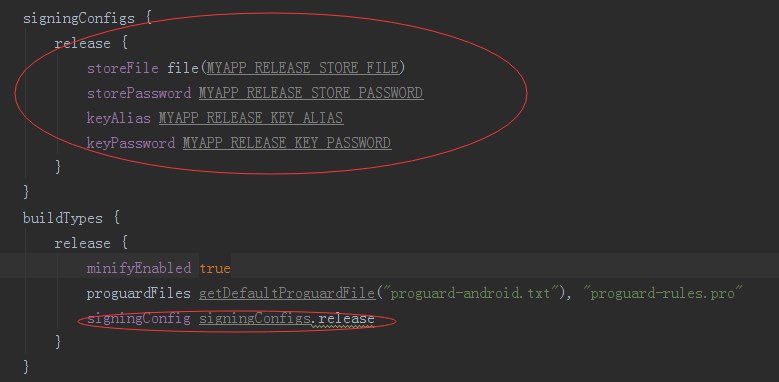 signingConfigs {
release {
storeFile file(MYAPP_RELEASE_STORE_FILE)
storePassword MYAPP_RELEASE_STORE_PASSWORD
keyAlias MYAPP_RELEASE_KEY_ALIAS
keyPassword MYAPP_RELEASE_KEY_PASSWORD
}
}
buildTypes {
release {
minifyEnabled true
proguardFiles getDefaultProguardFile("proguard-android.txt"), "proguard-rules.pro"
signingConfig signingConfigs.release
}
}